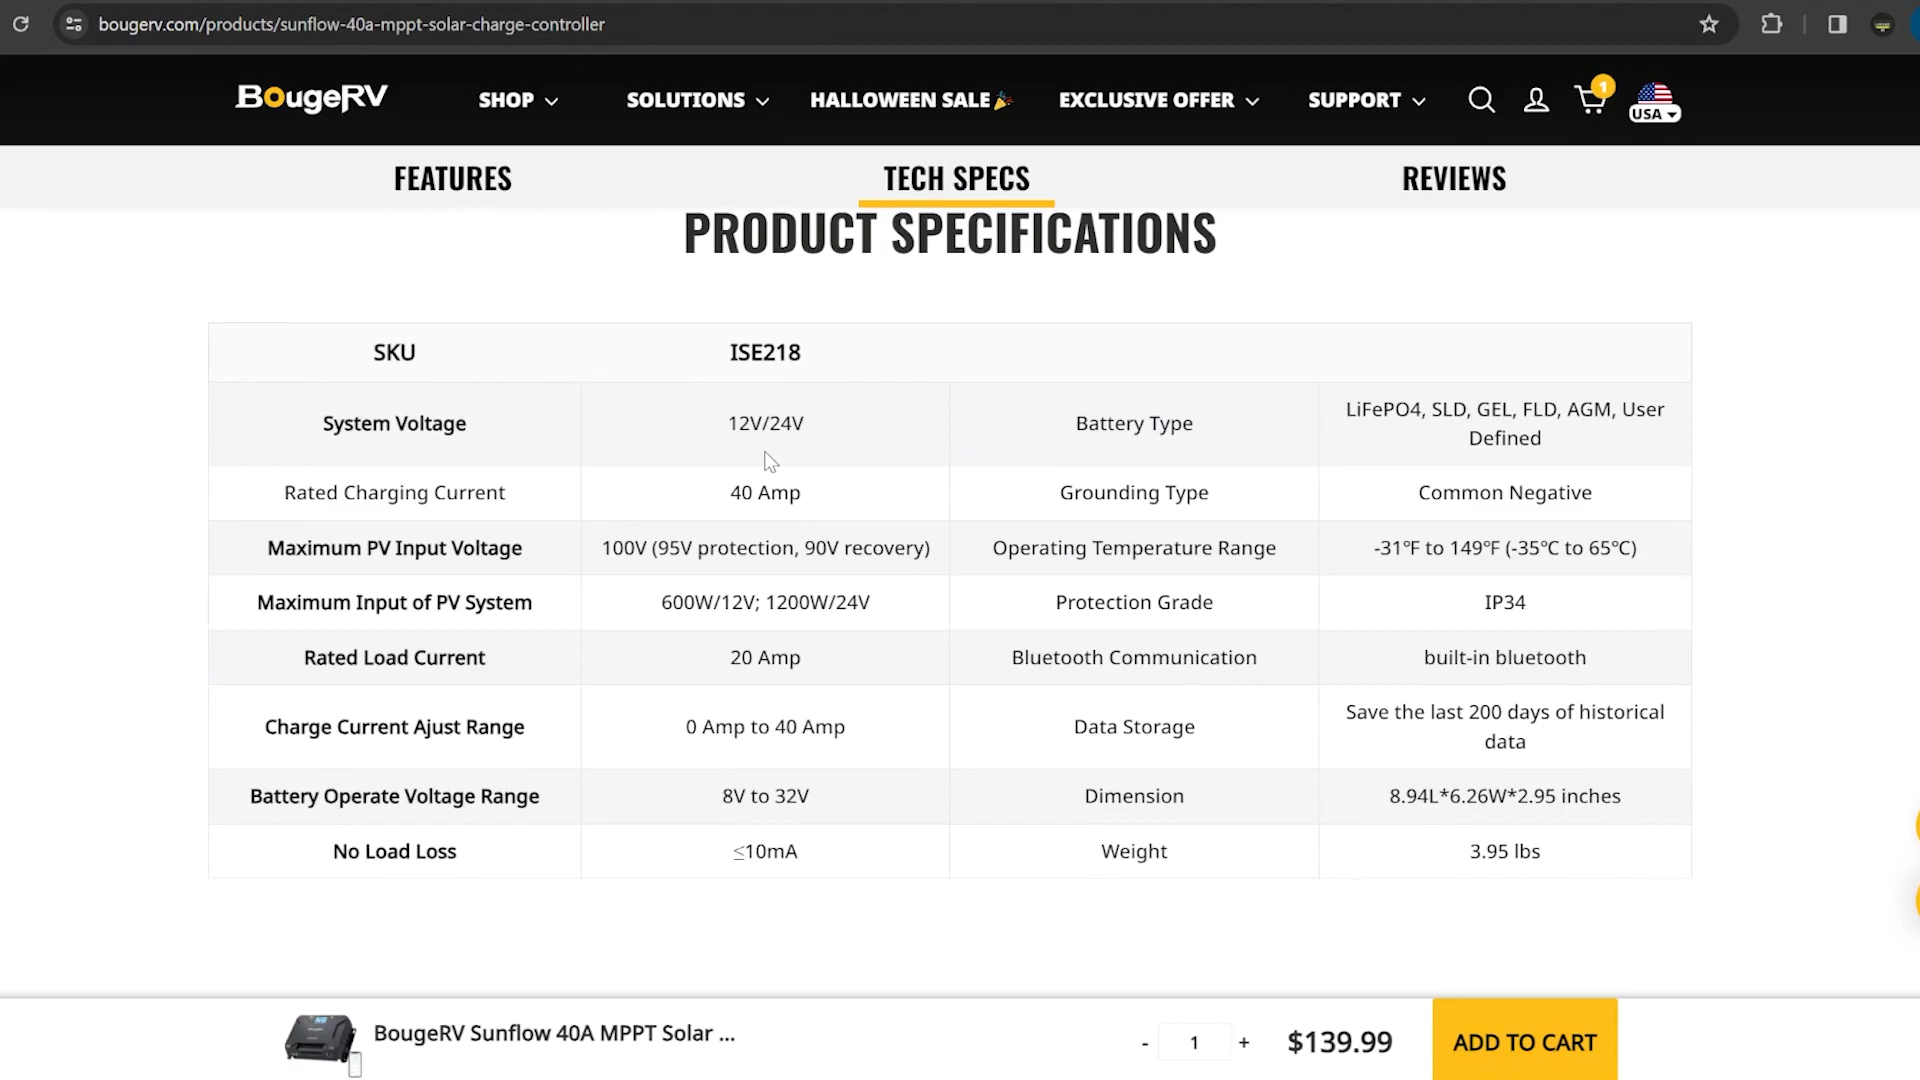 bougerv.com/products/sunflow-40a-mppt-solar-charge-controller
BougeRV
SHOP
SOLUTIONS
HALLOWEEN SALE🎉
EXCLUSIVE OFFER
SUPPORT
1
USA
FEATURES
TECH SPECS
REVIEWS
PRODUCT SPECIFICATIONS
SKU
ISE218
System Voltage
12V/24V
Battery Type
LiFePO4, SLD, GEL, FLD, AGM, User
Defined
Rated Charging Current
40 Amp
Grounding Type
Common Negative
Maximum PV Input Voltage
100V (95V protection, 90V recovery)
Operating Temperature Range
-31℉ to 149℉ (-35℃ to 65℃)
Maximum Input of PV System
600W/12V; 1200W/24V
Protection Grade
IP34
Rated Load Current
20 Amp
Bluetooth Communication
built-in bluetooth
Charge Current Ajust Range
0 Amp to 40 Amp
Data Storage
Save the last 200 days of historical
data
Battery Operate Voltage Range
8V to 32V
Dimension
8.94L*6.26W*2.95 inches
No Load Loss
≤10mA
Weight
3.95 lbs
BougeRV Sunflow 40A MPPT Solar ...
- 1 +
$139.99
ADD TO CART